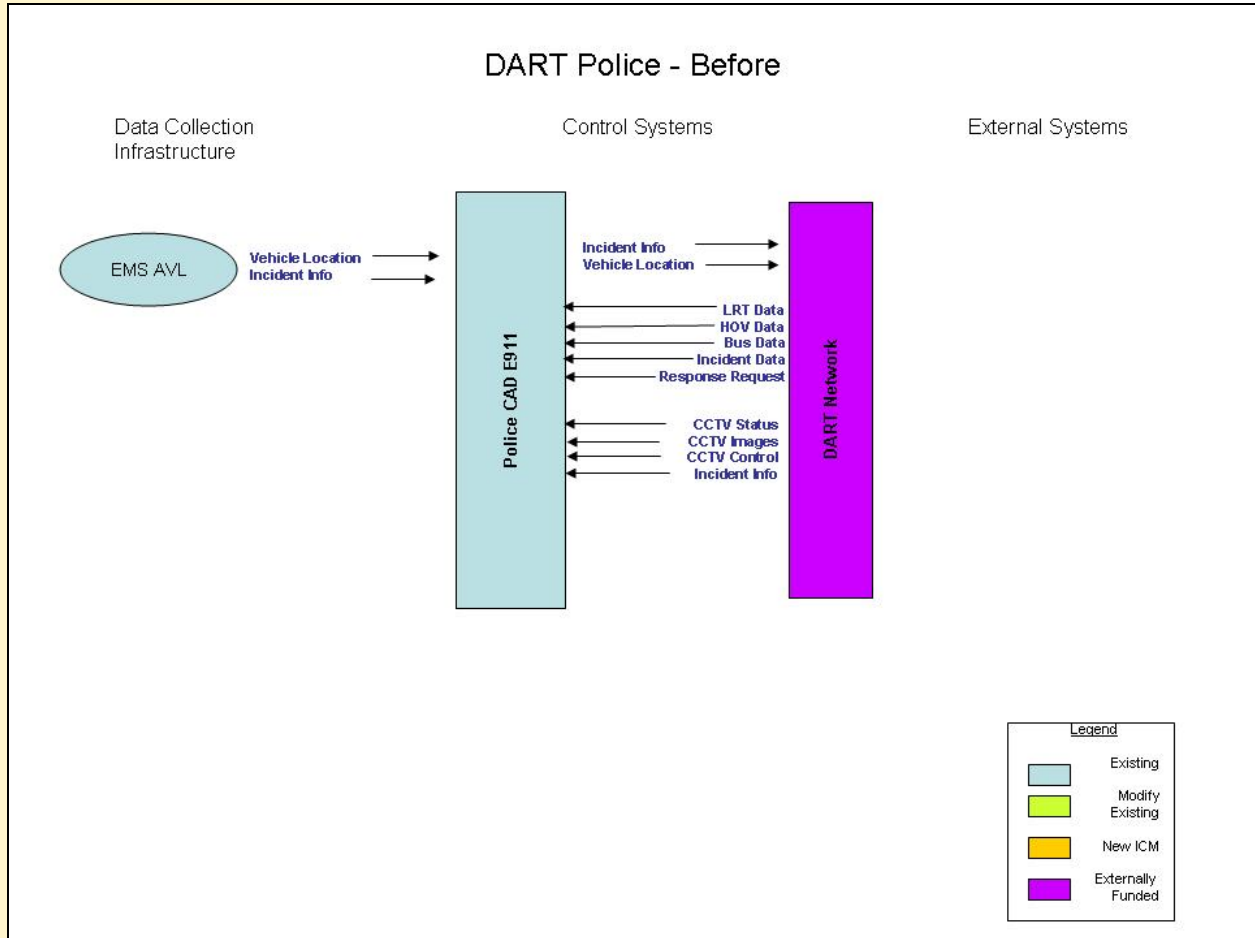 DART Police - Before
Data Collection
Infrastructure
Control Systems
External Systems
EMS AVL
Vehicle Location
Incident Info
Police CAD E911
Incident Info
Vehicle Location
LRT Data
HOV Data
Bus Data
Incident Data
Response Request
CCTV Status
CCTV Images
CCTV Control
Incident Info
DART Network
Legend
Existing
Modify
Existing
New ICM
Externally
Funded